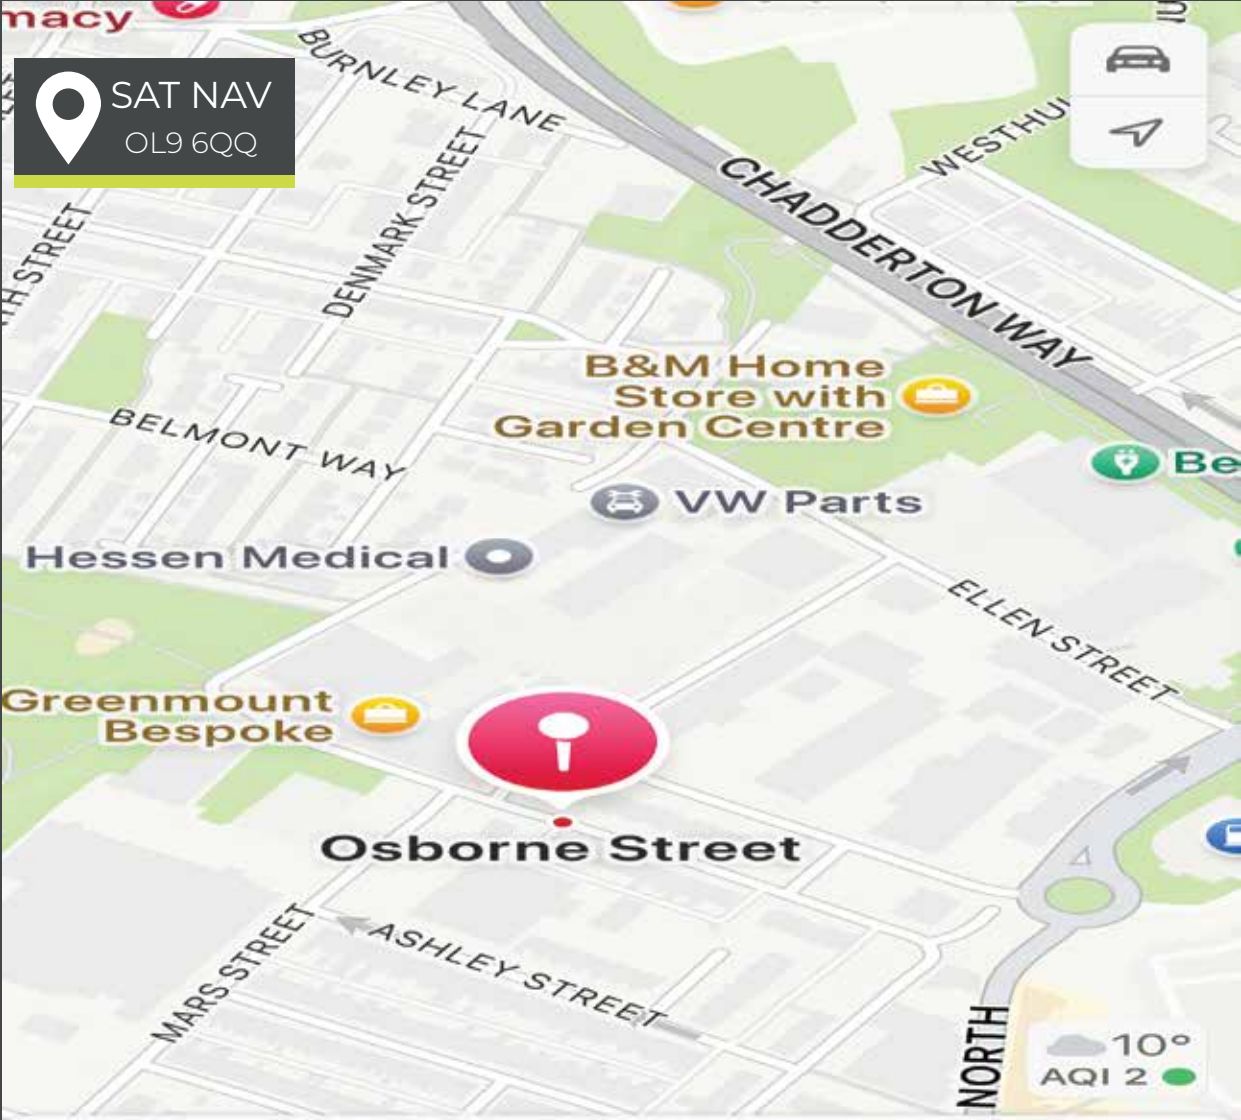 macy
BURNLEY LANE
SAT NAV
OL9 6QQ
DENMARK STREET
WESTHU
CHADDERTON WAY
TH STREET
B&M Home
Store with
Garden Centre
BELMONT WAY
Be
VW Parts
Hessen Medical
ELLEN STREET
Greenmount
Bespoke
Osborne Street
MARS STREET
ASHLEY STREET
NORTH
10°
AQI 2